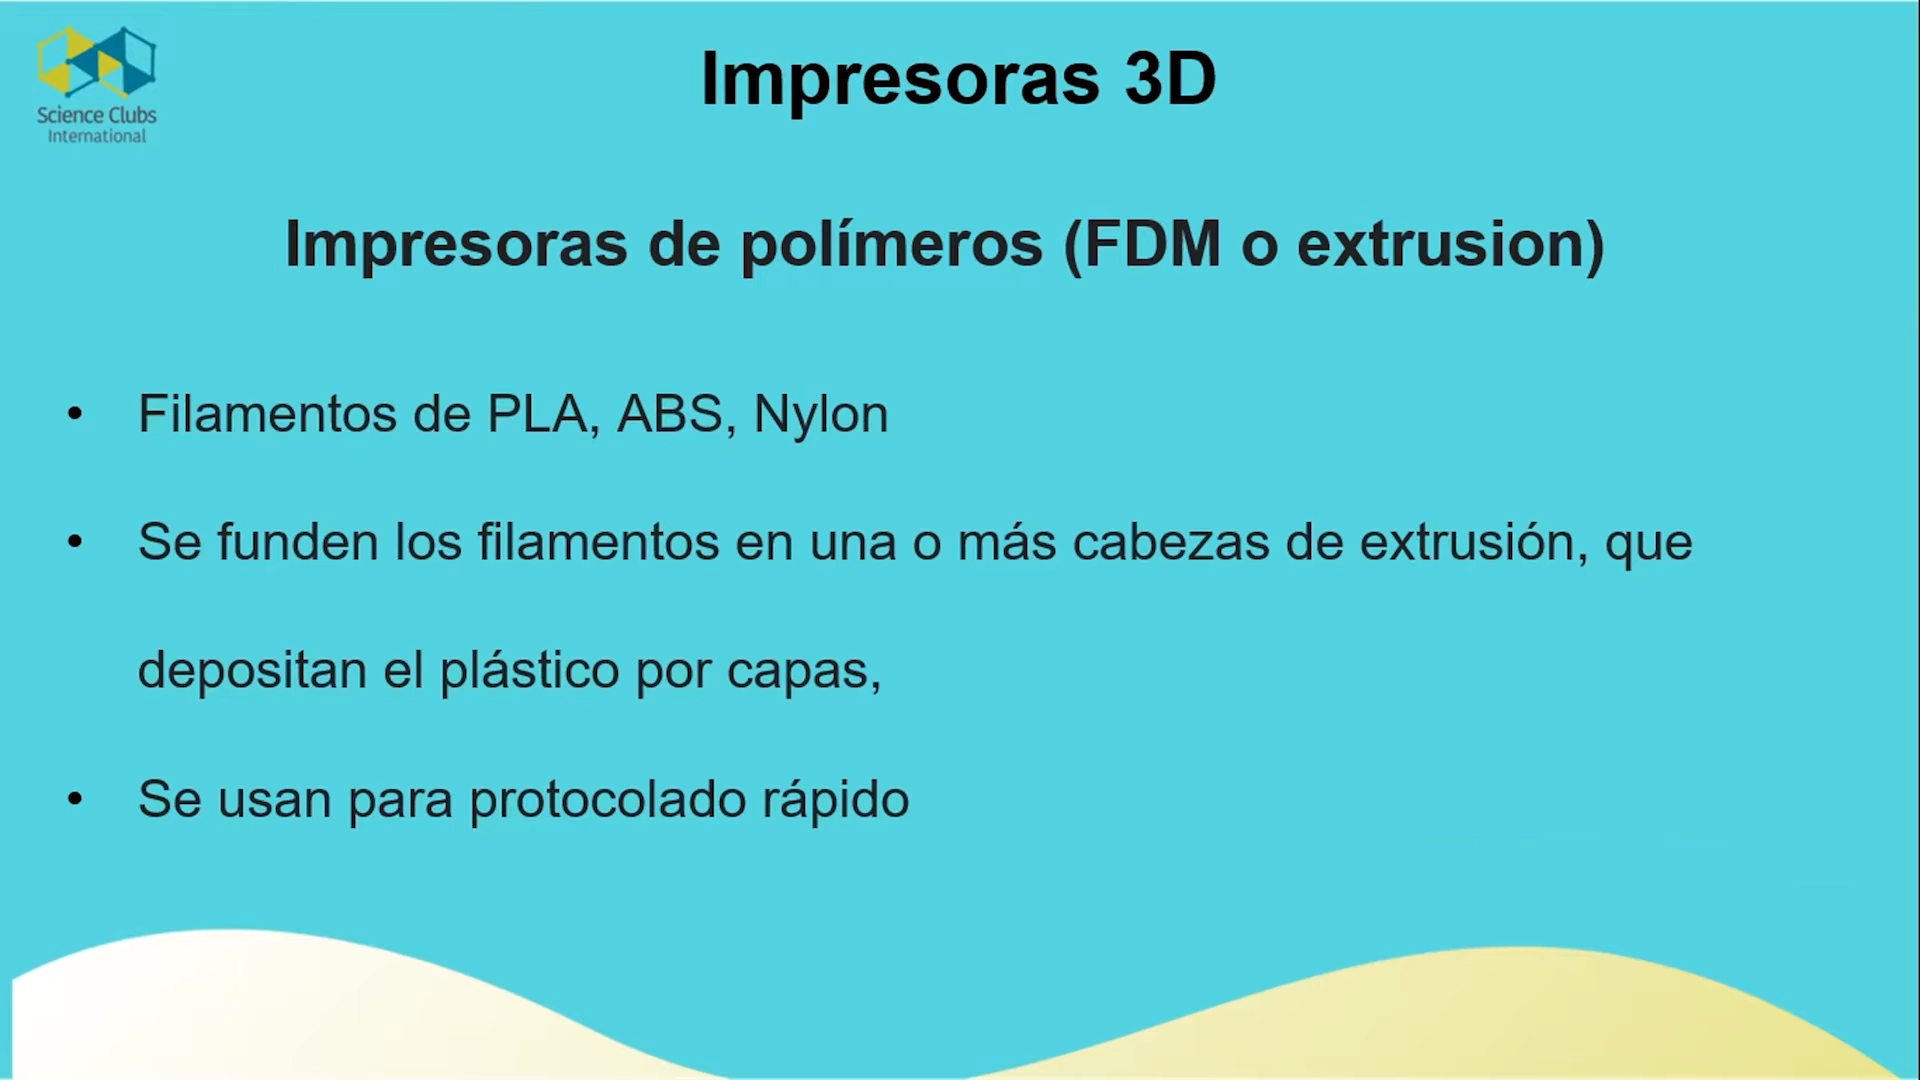 Science Clubs
International
Impresoras 3D
Impresoras de polímeros (FDM o extrusion)
• Filamentos de PLA, ABS, Nylon
• Se funden los filamentos en una o más cabezas de extrusión, que
depositan el plástico por capas,
• Se usan para protocolado rápido